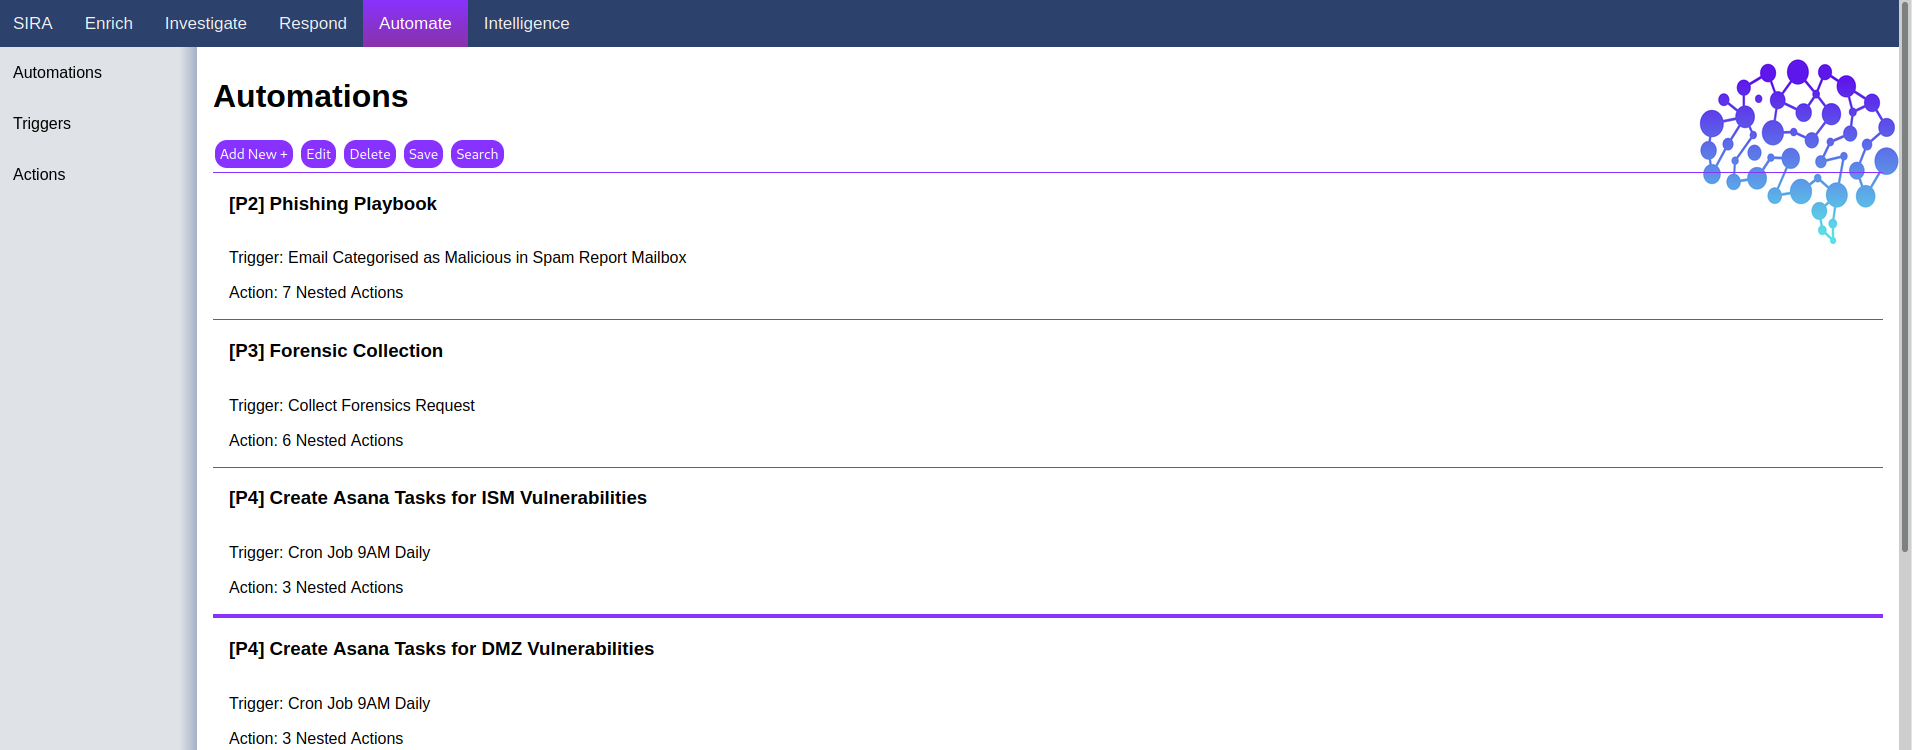 SIRA Enrich Investigate Respond Automate Intelligence
Automations
Triggers
Actions
Automations
Add New + Edit Delete Save Search
[P2] Phishing Playbook
Trigger: Email Categorised as Malicious in Spam Report Mailbox
Action: 7 Nested Actions
[P3] Forensic Collection
Trigger: Collect Forensics Request
Action: 6 Nested Actions
[P4] Create Asana Tasks for ISM Vulnerabilities
Trigger: Cron Job 9AM Daily
Action: 3 Nested Actions
[P4] Create Asana Tasks for DMZ Vulnerabilities
Trigger: Cron Job 9AM Daily
Action: 3 Nested Actions